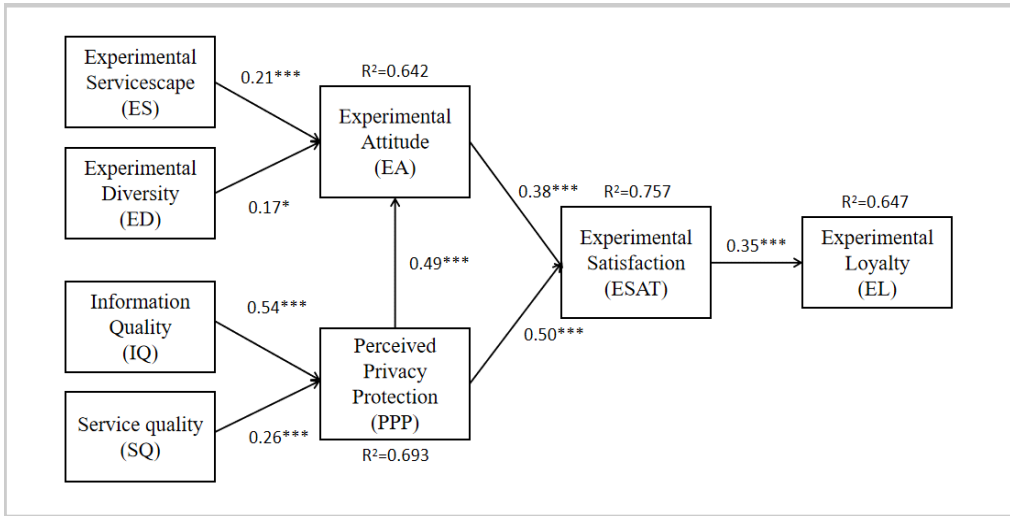 Experimental
Servicescape
(ES)
0.21***
Experimental
Diversity
(ED)
0.17*
R²=0.642
Experimental
Attitude
(EA)
0.49***
Information
Quality
(IQ)
0.54***
Service quality
(SQ)
0.26***
Perceived
Privacy
Protection
(PPP)
R²=0.693
0.38***
0.50***
R²=0.757
Experimental
Satisfaction
(ESAT)
0.35***
R²=0.647
Experimental
Loyalty
(EL)